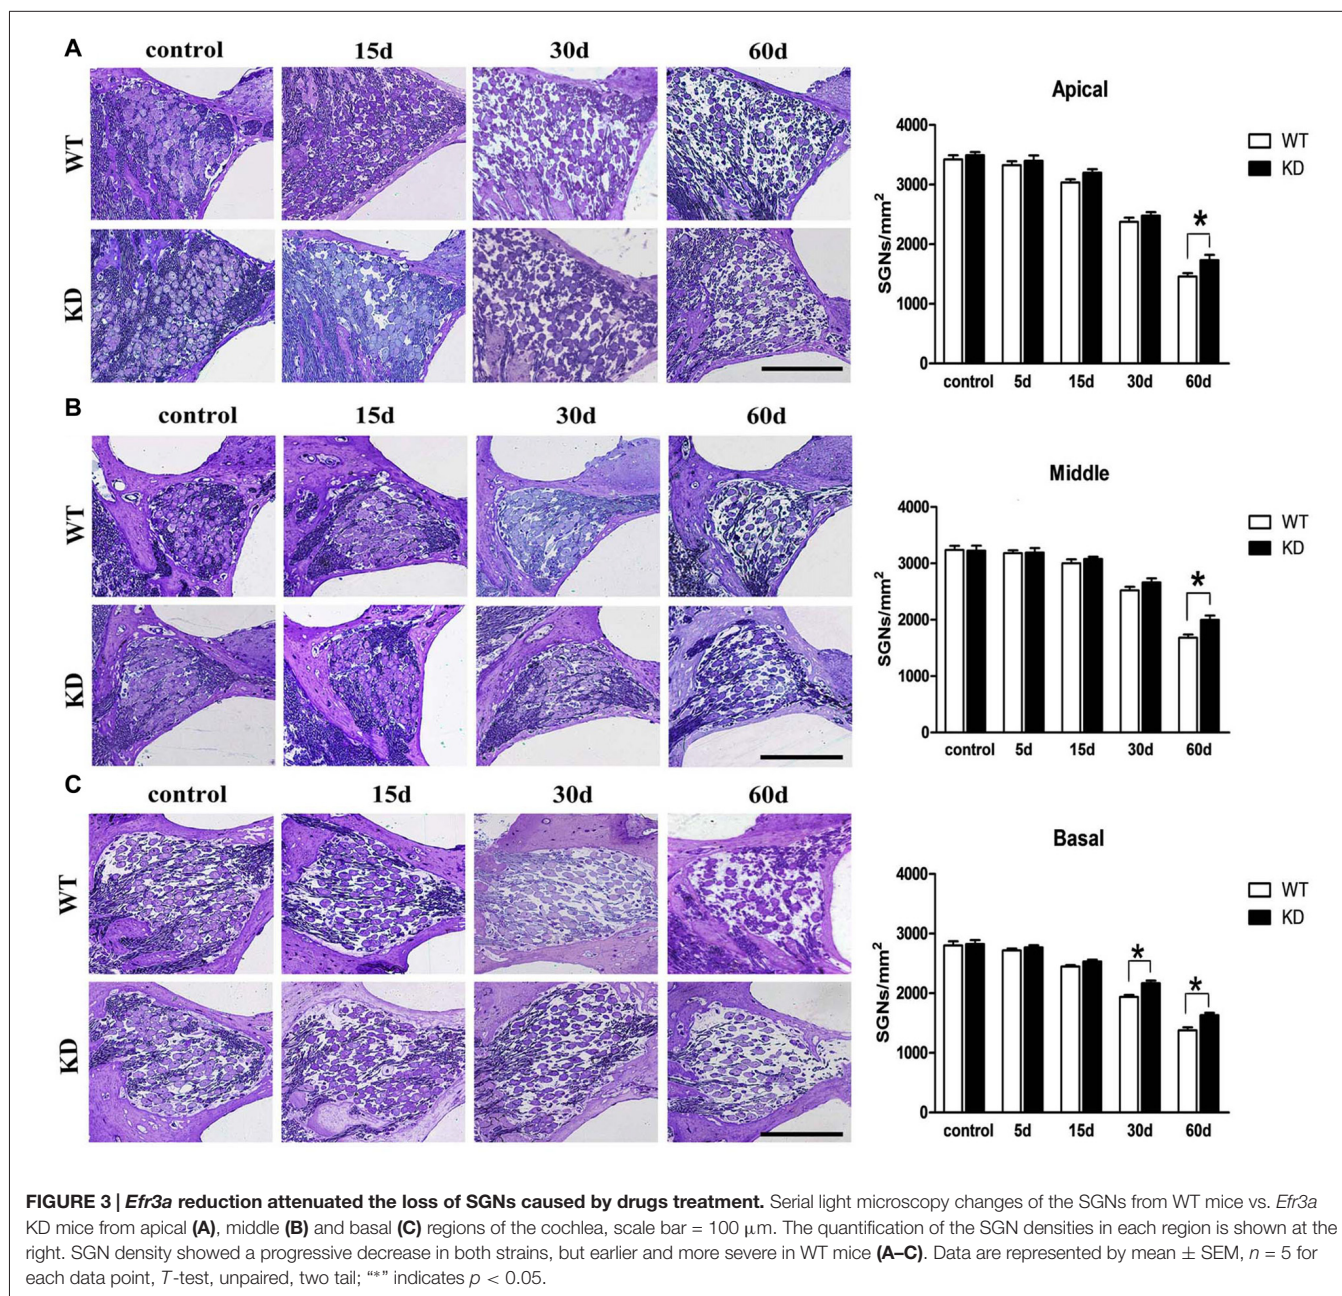 A
control 15d 30d 60d
WT
KD
Apical
SGNs/mm²
4000
3000
2000
1000
0
control 5d 15d 30d 60d
*
WT
KD
B
control 15d 30d 60d
WT
KD
Middle
SGNs/mm²
4000
3000
2000
1000
0
control 5d 15d 30d 60d
*
WT
KD
C
control 15d 30d 60d
WT
KD
Basal
SGNs/mm²
4000
3000
2000
1000
0
control 5d 15d 30d 60d
* *
WT
KD
FIGURE 3 | Efr3a reduction attenuated the loss of SGNs caused by drugs treatment. Serial light microscopy changes of the SGNs from WT mice vs. Efr3a
KD mice from apical (A), middle (B) and basal (C) regions of the cochlea, scale bar = 100 μm. The quantification of the SGN densities in each region is shown at the
right. SGN density showed a progressive decrease in both strains, but earlier and more severe in WT mice (A–C). Data are represented by mean ± SEM, n = 5 for
each data point, T-test, unpaired, two tail; “*” indicates p < 0.05.